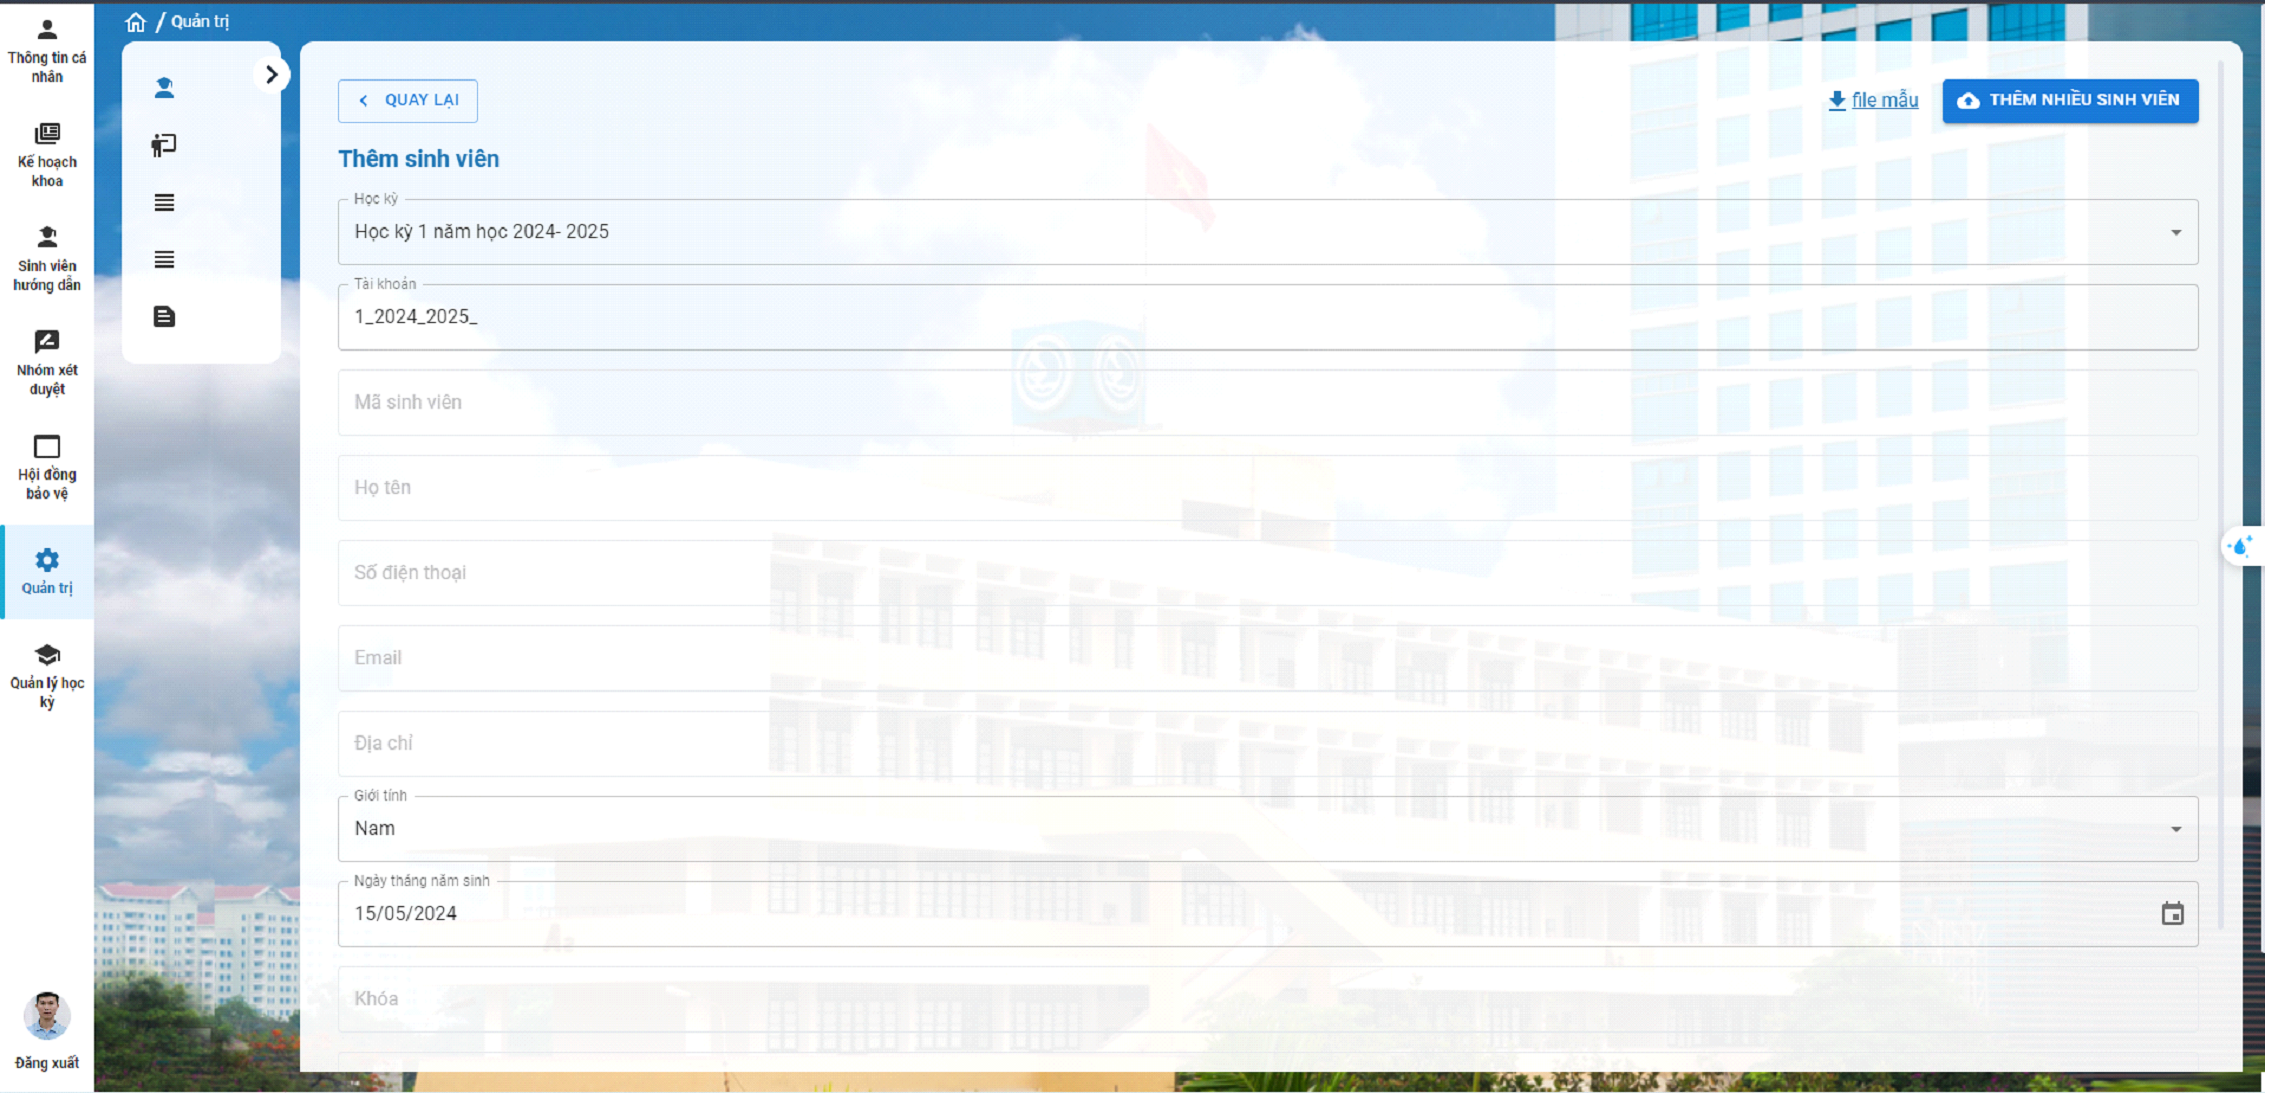 / Quản trị
Thông tin cá
nhân
Kế hoạch
khoa
Sinh viên
hướng dẫn
Nhóm xét
duyệt
Hội đồng
bảo vệ
Quản trị
Quản lý học
kỳ
Đăng xuất
QUAY LẠI
file mẫu
THÊM NHIỀU SINH VIÊN
Thêm sinh viên
Học kỳ
Học kỳ 1 năm học 2024- 2025
Tài khoản
1_2024_2025_
Mã sinh viên
Họ tên
Số điện thoại
Email
Địa chỉ
Giới tính
Nam
Ngày tháng năm sinh
15/05/2024
Khóa